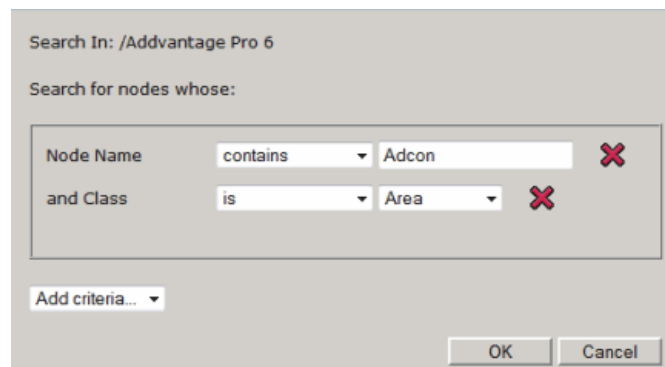 Search In: /Addvantage Pro 6
Search for nodes whose:
Node Name contains Adcon
and Class is Area
Add criteria...
OK Cancel